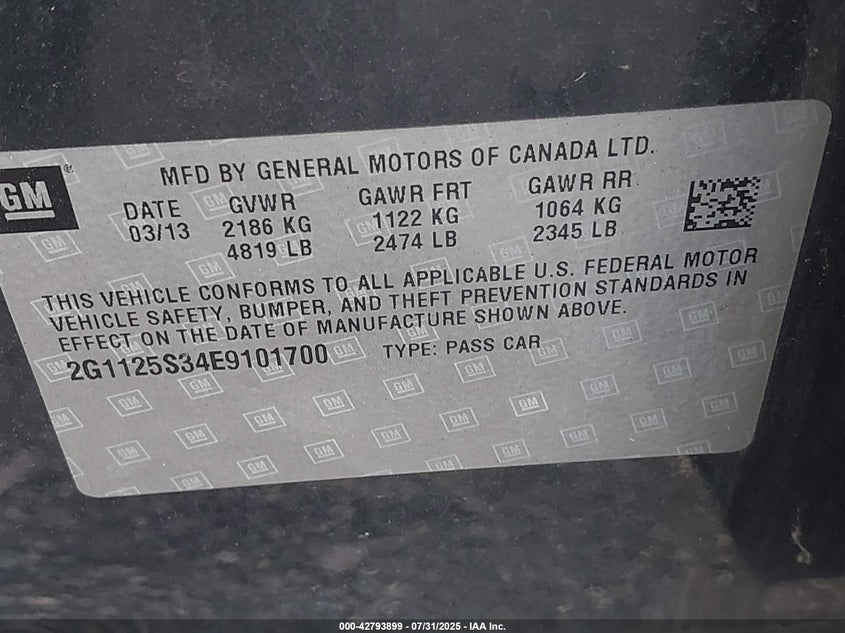 GM
MFD BY GENERAL MOTORS OF CANADA LTD.
DATE GVWR GAWR FRT GAWR RR
03/13 2186 KG 1122 KG 1064 KG
4819 LB 2474 LB 2345 LB
THIS VEHICLE CONFORMS TO ALL APPLICABLE U.S. FEDERAL MOTOR
VEHICLE SAFETY, BUMPER, AND THEFT PREVENTION STANDARDS IN
EFFECT ON THE DATE OF MANUFACTURE SHOWN ABOVE.
2G1125S34E9101700 TYPE: PASS CAR
000-42793899 - 07/31/2025 - IAA Inc.